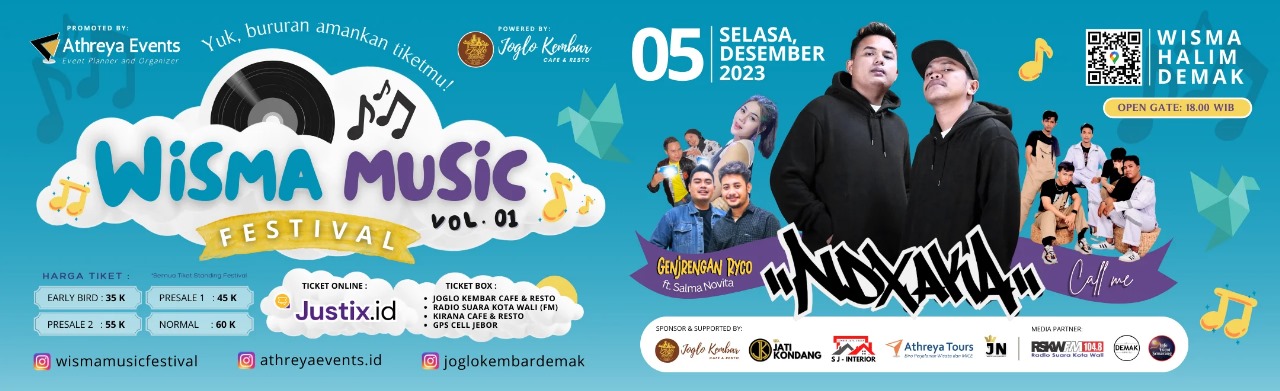 PROMOTED BY:
Athreya Events
Event Planner and Organizer
Yuk, bururan amankan tiketmu!
POWERED BY:
Joglo Kembar
CAFE & RESTO
WISMA MUSIC
VOL. 01
FESTIVAL
HARGA TIKET :
*Semua Tiket Standing Festival
EARLY BIRD : 35 K
PRESALE 1 : 45 K
PRESALE 2 : 55 K
NORMAL : 60 K
TICKET ONLINE :
Justix.id
TICKET BOX :
• JOGLO KEMBAR CAFE & RESTO
• RADIO SUARA KOTA WALI (FM)
• KIRANA CAFE & RESTO
• GPS CELL JEBOR
wismamusicfestival
athreyaevents.id
joglokembardemak
05
SELASA,
DESEMBER
2023
WISMA
HALIM
DEMAK
OPEN GATE: 18.00 WIB
GENJRENGAN RYCO
ft. Salma Novita
"NDXAKA"
Call me
SPONSOR & SUPPORTED BY:
Joglo Kembar
CAFE & RESTO
JATI
KONDANG
S J - INTERIOR
Athreya Tours
JN
MEDIA PARTNER:
RSKW FM 104.8
Radio Suara Kota Wali
DEMAK